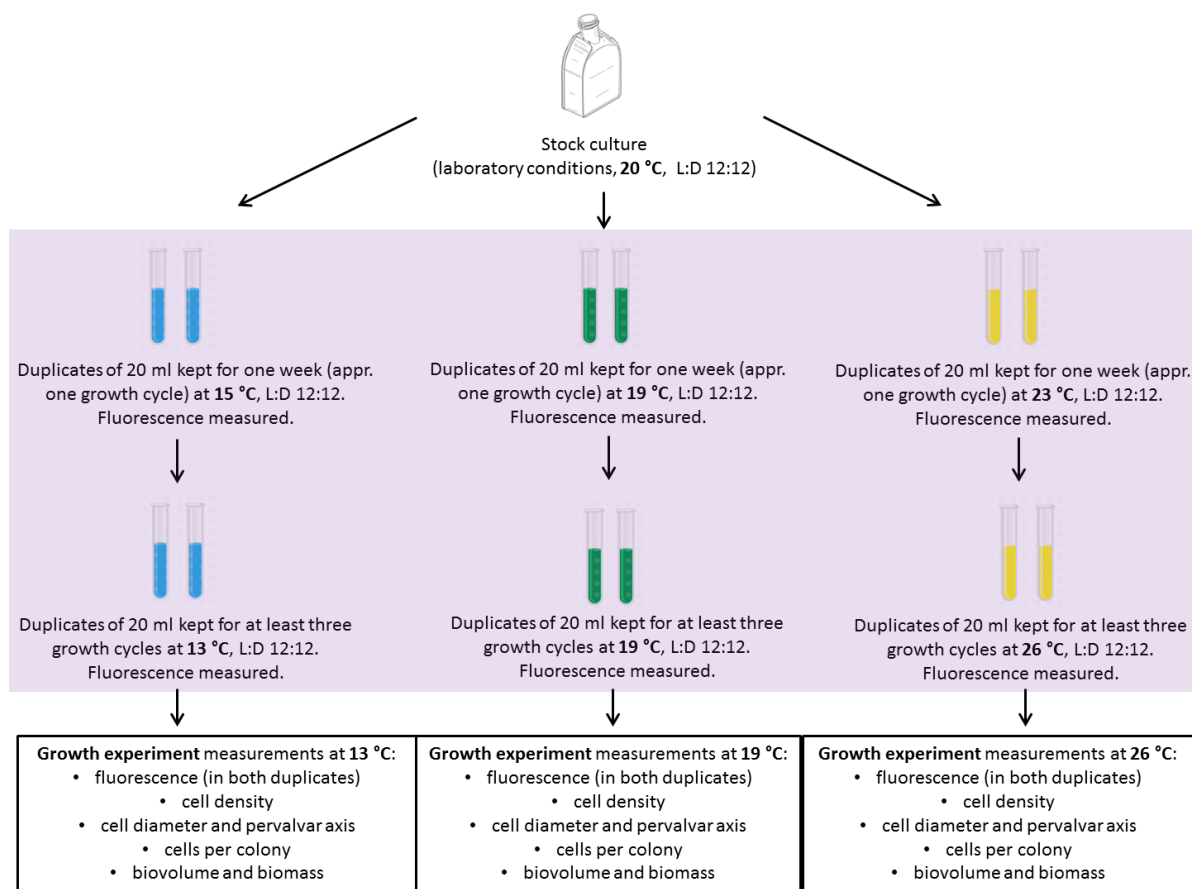 Stock culture
(laboratory conditions, 20 °C, L:D 12:12)
Duplicates of 20 ml kept for one week (appr.
one growth cycle) at 15 °C, L:D 12:12.
Fluorescence measured.
Duplicates of 20 ml kept for one week (appr.
one growth cycle) at 19 °C, L:D 12:12.
Fluorescence measured.
Duplicates of 20 ml kept for one week (appr.
one growth cycle) at 23 °C, L:D 12:12.
Fluorescence measured.
Duplicates of 20 ml kept for at least three
growth cycles at 13 °C, L:D 12:12.
Fluorescence measured.
Duplicates of 20 ml kept for at least three
growth cycles at 19 °C, L:D 12:12.
Fluorescence measured.
Duplicates of 20 ml kept for at least three
growth cycles at 26 °C, L:D 12:12.
Fluorescence measured.
Growth experiment measurements at 13 °C:
• fluorescence (in both duplicates)
• cell density
• cell diameter and pervalvar axis
• cells per colony
• biovolume and biomass
Growth experiment measurements at 19 °C:
• fluorescence (in both duplicates)
• cell density
• cell diameter and pervalvar axis
• cells per colony
• biovolume and biomass
Growth experiment measurements at 26 °C:
• fluorescence (in both duplicates)
• cell density
• cell diameter and pervalvar axis
• cells per colony
• biovolume and biomass